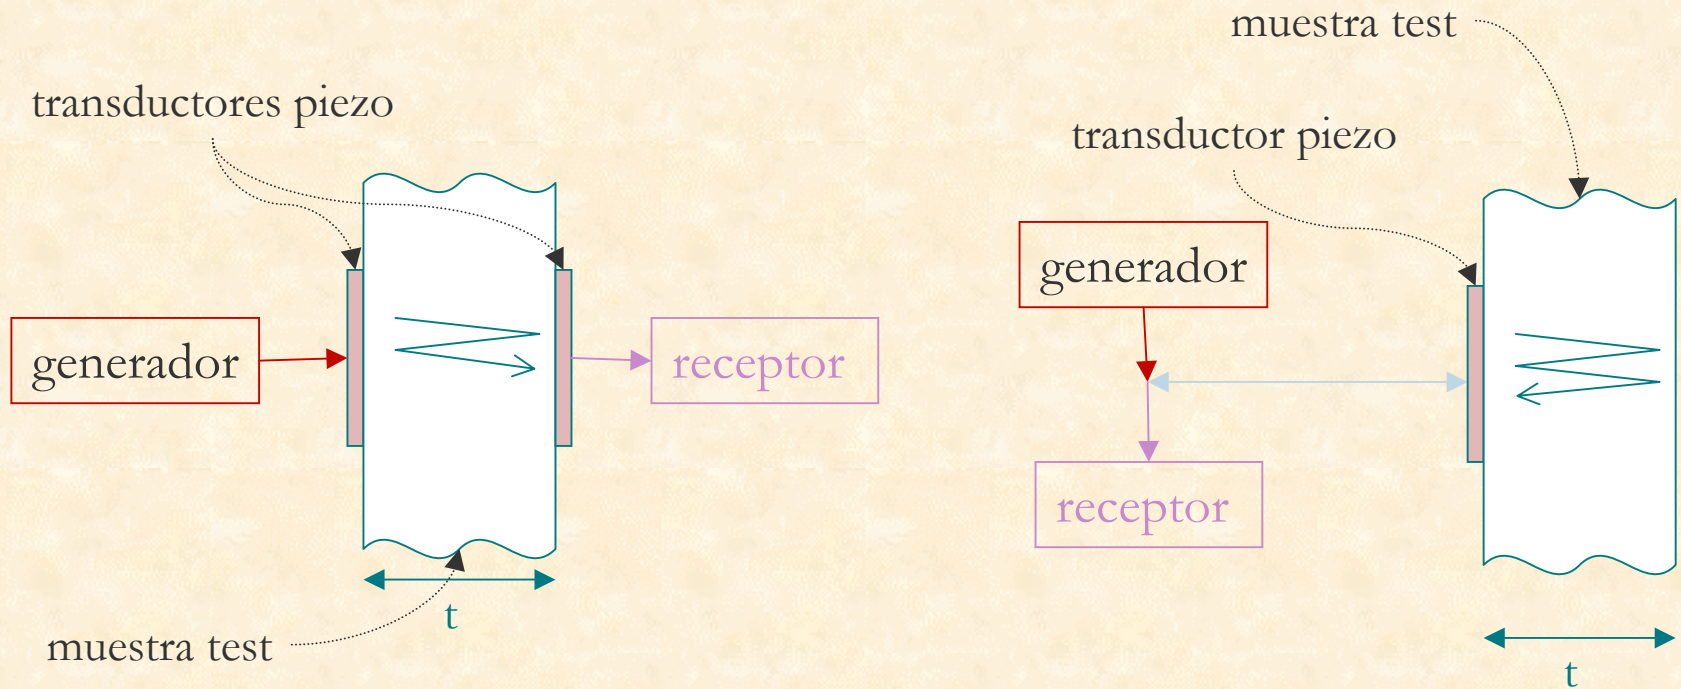 transductores piezo
generador
receptor
t
muestra test
muestra test
transductor piezo
generador
receptor
t